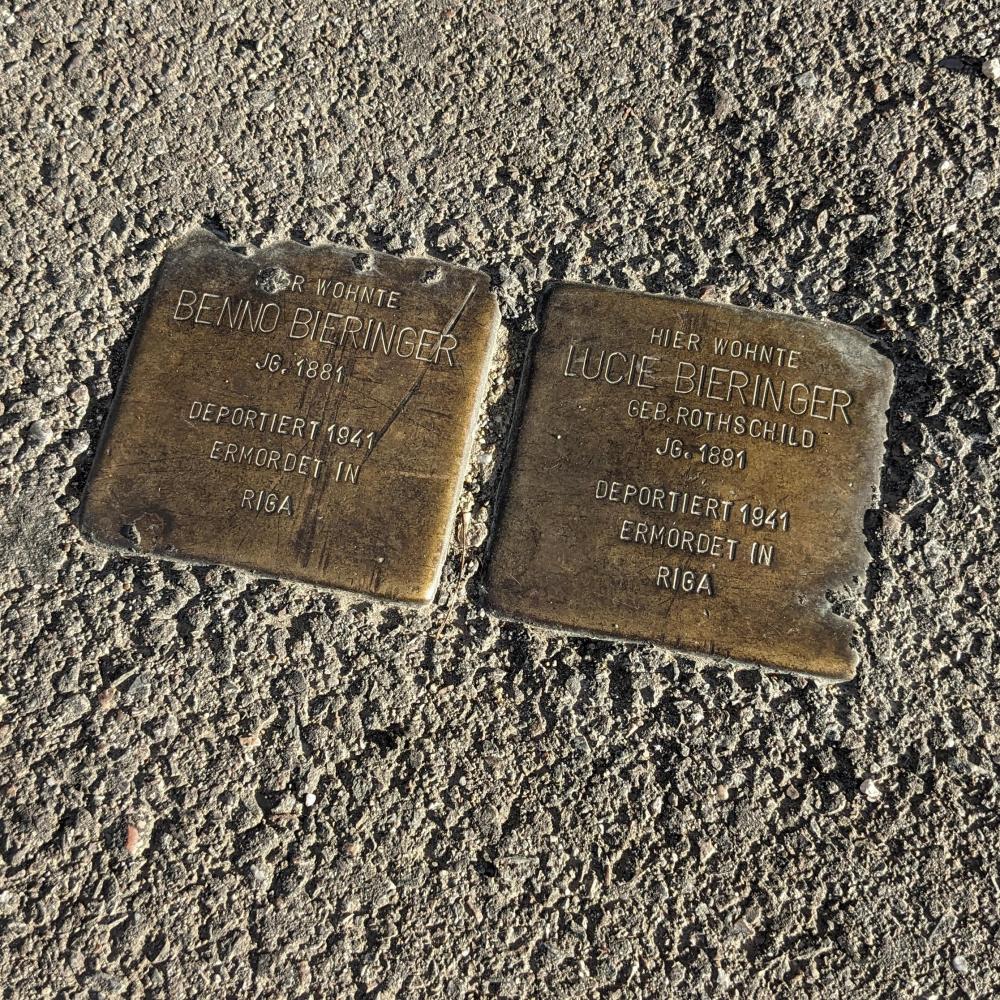 HIER WOHNTE
BENNO BIERINGER
JG. 1881
DEPORTIERT 1941
ERMORDET IN
RIGA
HIER WOHNTE
LUCIE BIERINGER
GEB. ROTHSCHILD
JG. 1891
DEPORTIERT 1941
ERMORDET IN
RIGA